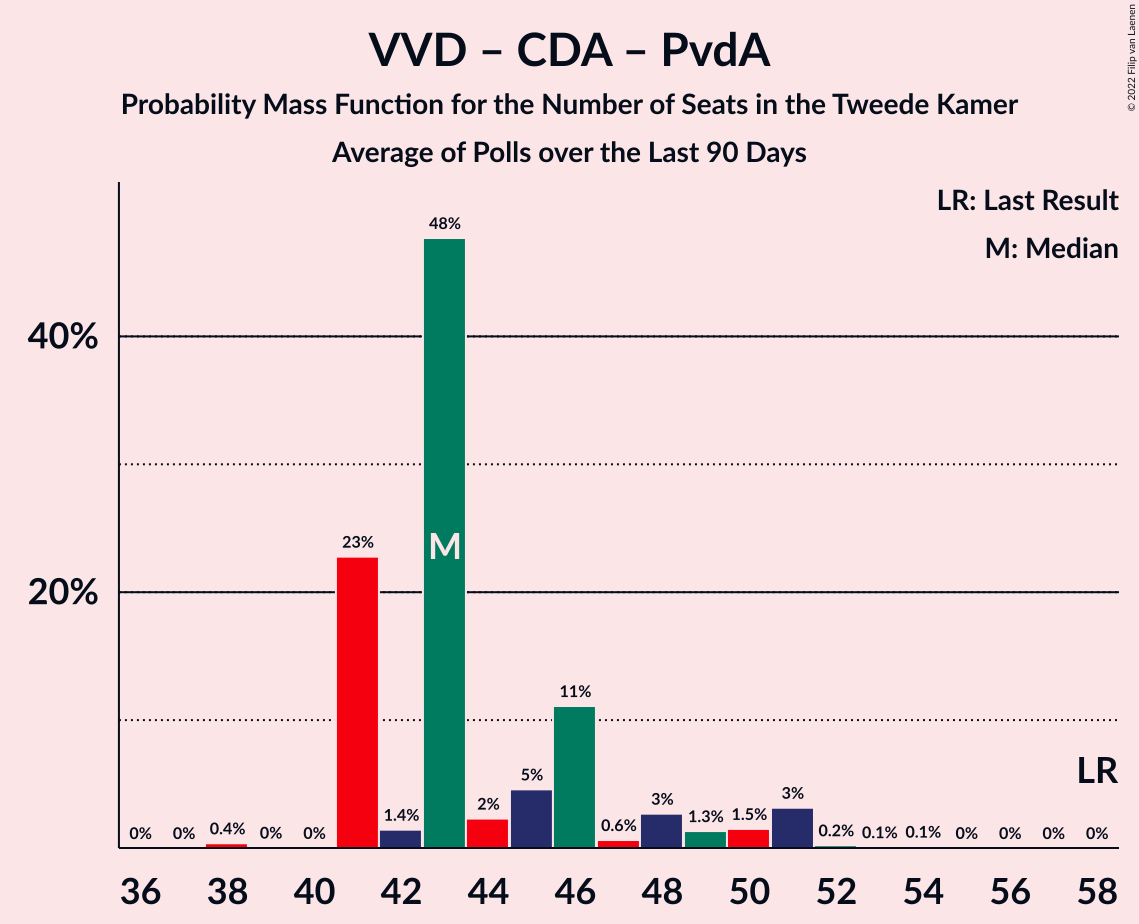 VVD – CDA – PvdA
Probability Mass Function for the Number of Seats in the Tweede Kamer
Average of Polls over the Last 90 Days
© 2022 Filip van Laenen
LR: Last Result
M: Median
40%
20%
0%
0%
0.4%
0%
0%
23%
1.4%
48%
M
2%
5%
11%
0.6%
3%
1.3%
1.5%
3%
0.2%
0.1%
0.1%
0%
0%
0%
0%
LR
36 38 40 42 44 46 48 50 52 54 56 58